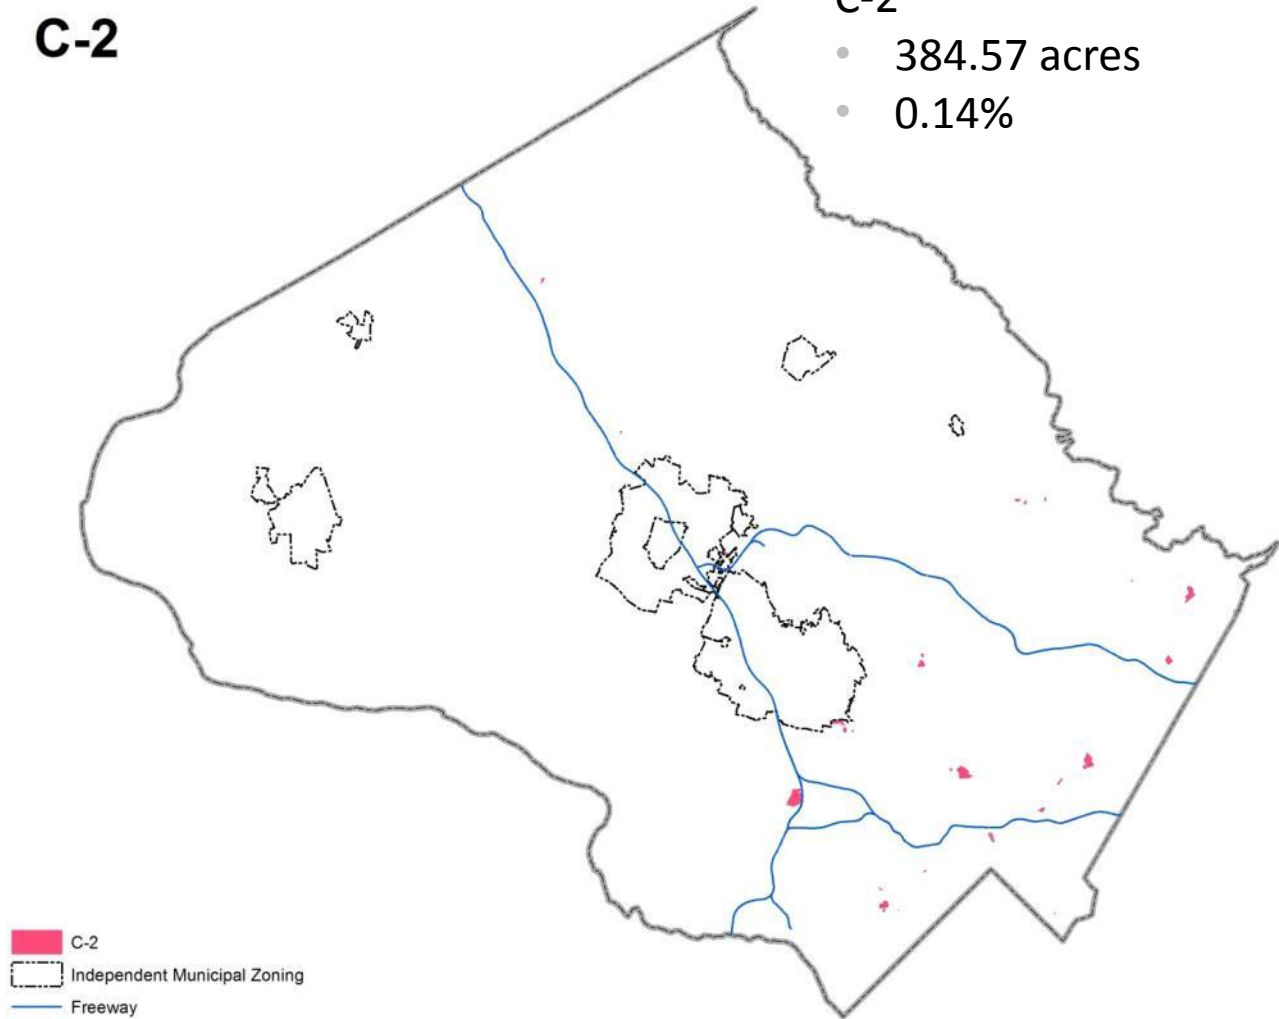 C-2
C-2
• 384.57 acres
• 0.14%
C-2
Independent Municipal Zoning
Freeway